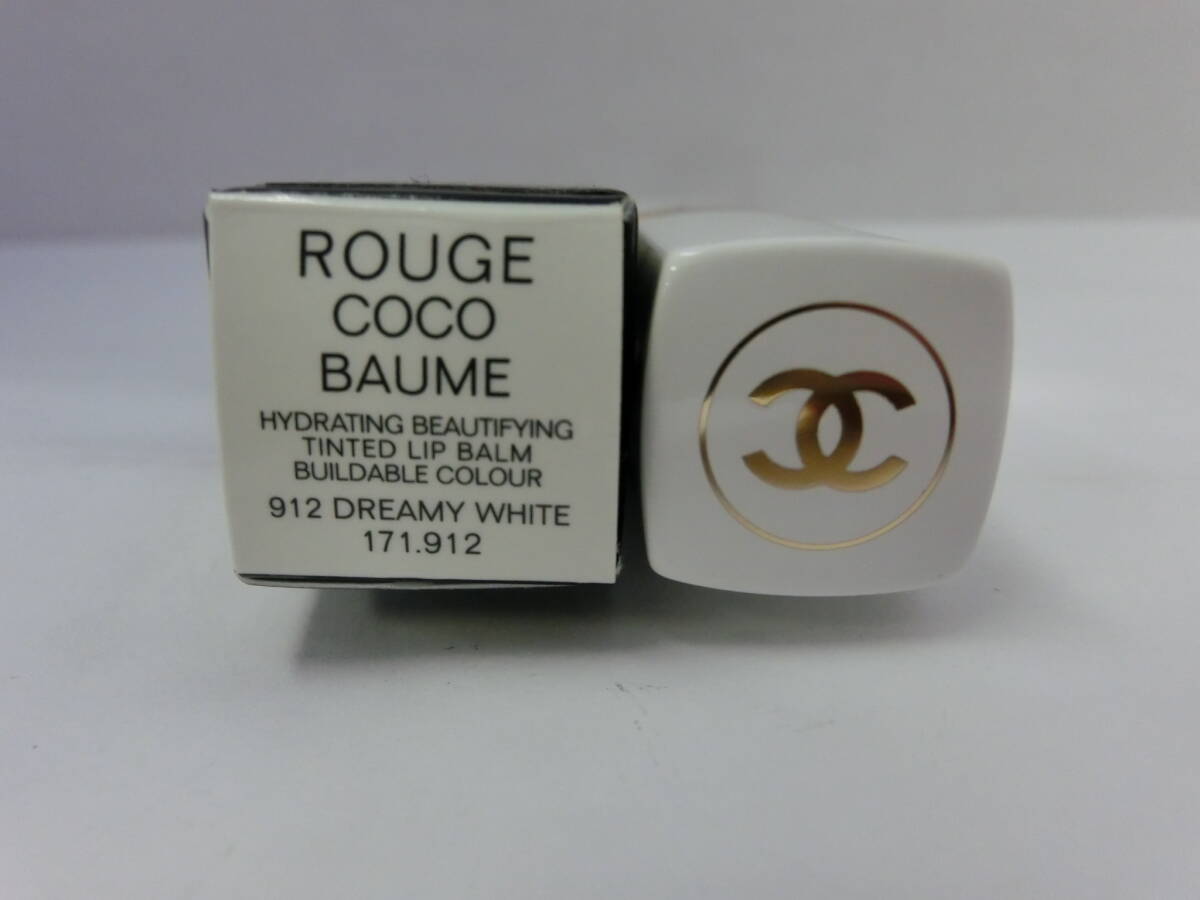 ROUGE
COCO
BAUME
HYDRATING BEAUTIFYING
TINTED LIP BALM
BUILDABLE COLOUR
912 DREAMY WHITE
171.912